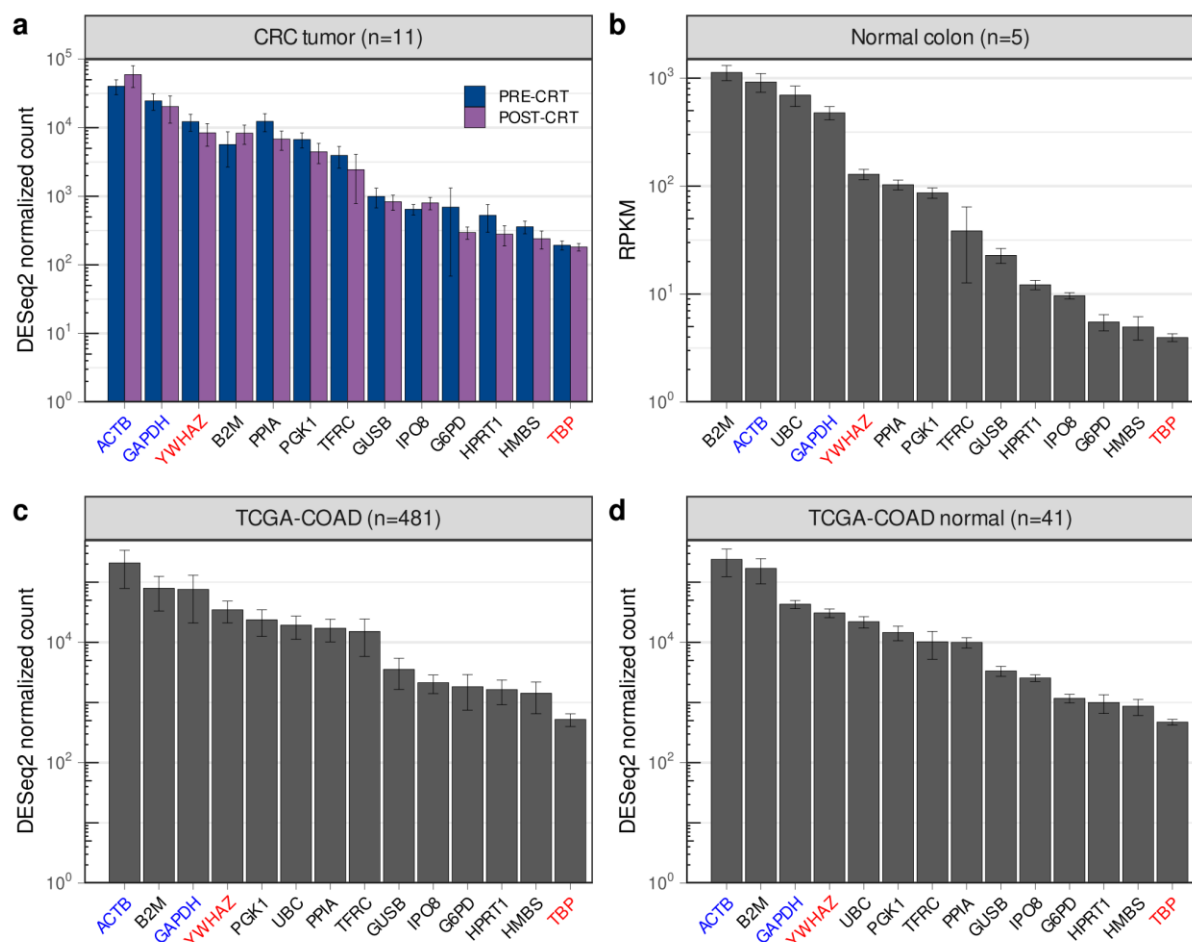 a
CRC tumor (n=11)
DESeq2 normalized count
10^5
10^4
10^3
10^2
10^1
10^0
PRE-CRT
POST-CRT
ACTB
GAPDH
YWHAZ
B2M
PPIA
PGK1
TFRC
GUSB
IPO8
G6PD
HPRT1
HMBS
TBP
b
Normal colon (n=5)
RPKM
10^3
10^2
10^1
10^0
B2M
ACTB
UBC
GAPDH
YWHAZ
PPIA
PGK1
TFRC
GUSB
HPRT1
IPO8
G6PD
HMBS
TBP
c
TCGA-COAD (n=481)
DESeq2 normalized count
10^4
10^2
10^0
ACTB
B2M
GAPDH
YWHAZ
PGK1
UBC
PPIA
TFRC
GUSB
IPO8
G6PD
HPRT1
HMBS
TBP
d
TCGA-COAD normal (n=41)
DESeq2 normalized count
10^4
10^2
10^0
ACTB
B2M
GAPDH
YWHAZ
UBC
PGK1
TFRC
PPIA
GUSB
IPO8
G6PD
HPRT1
HMBS
TBP